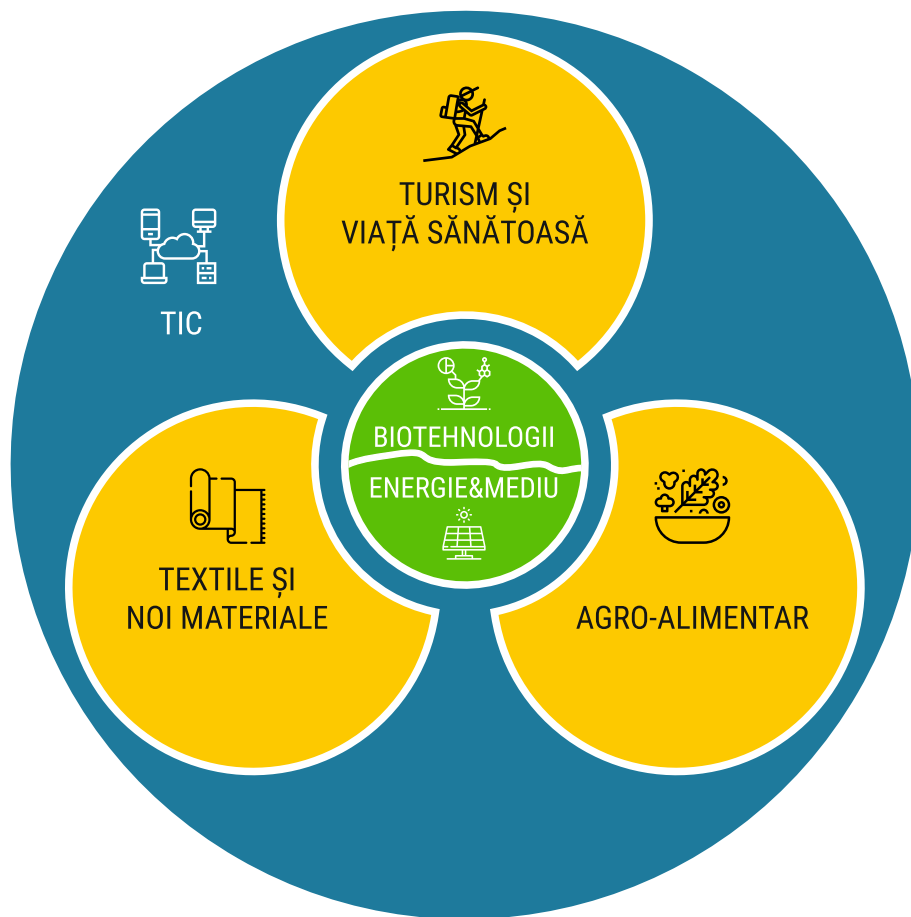 TURISM ȘI
VIAȚĂ SĂNĂTOASĂ
TIC
BIOTEHNOLOGII
ENERGIE&MEDIU
TEXTILE ȘI
NOI MATERIALE
AGRO-ALIMENTAR